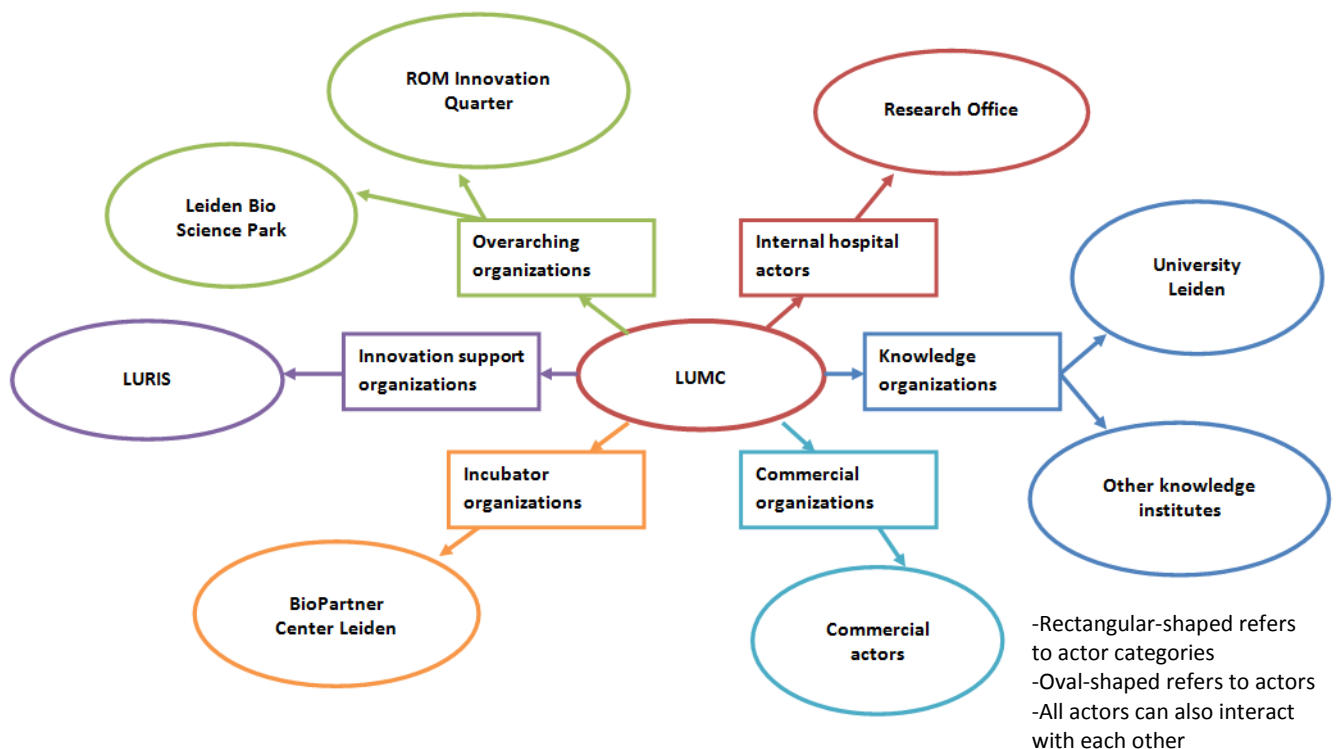 ROM Innovation
Quarter
Research Office
Leiden Bio
Science Park
Overarching
organizations
Internal hospital
actors
University
Leiden
LURIS
Innovation support
organizations
LUMC
Knowledge
organizations
Incubator
organizations
Commercial
organizations
Other knowledge
institutes
BioPartner
Center Leiden
Commercial
actors
-Rectangular-shaped refers
to actor categories
-Oval-shaped refers to actors
-All actors can also interact
with each other